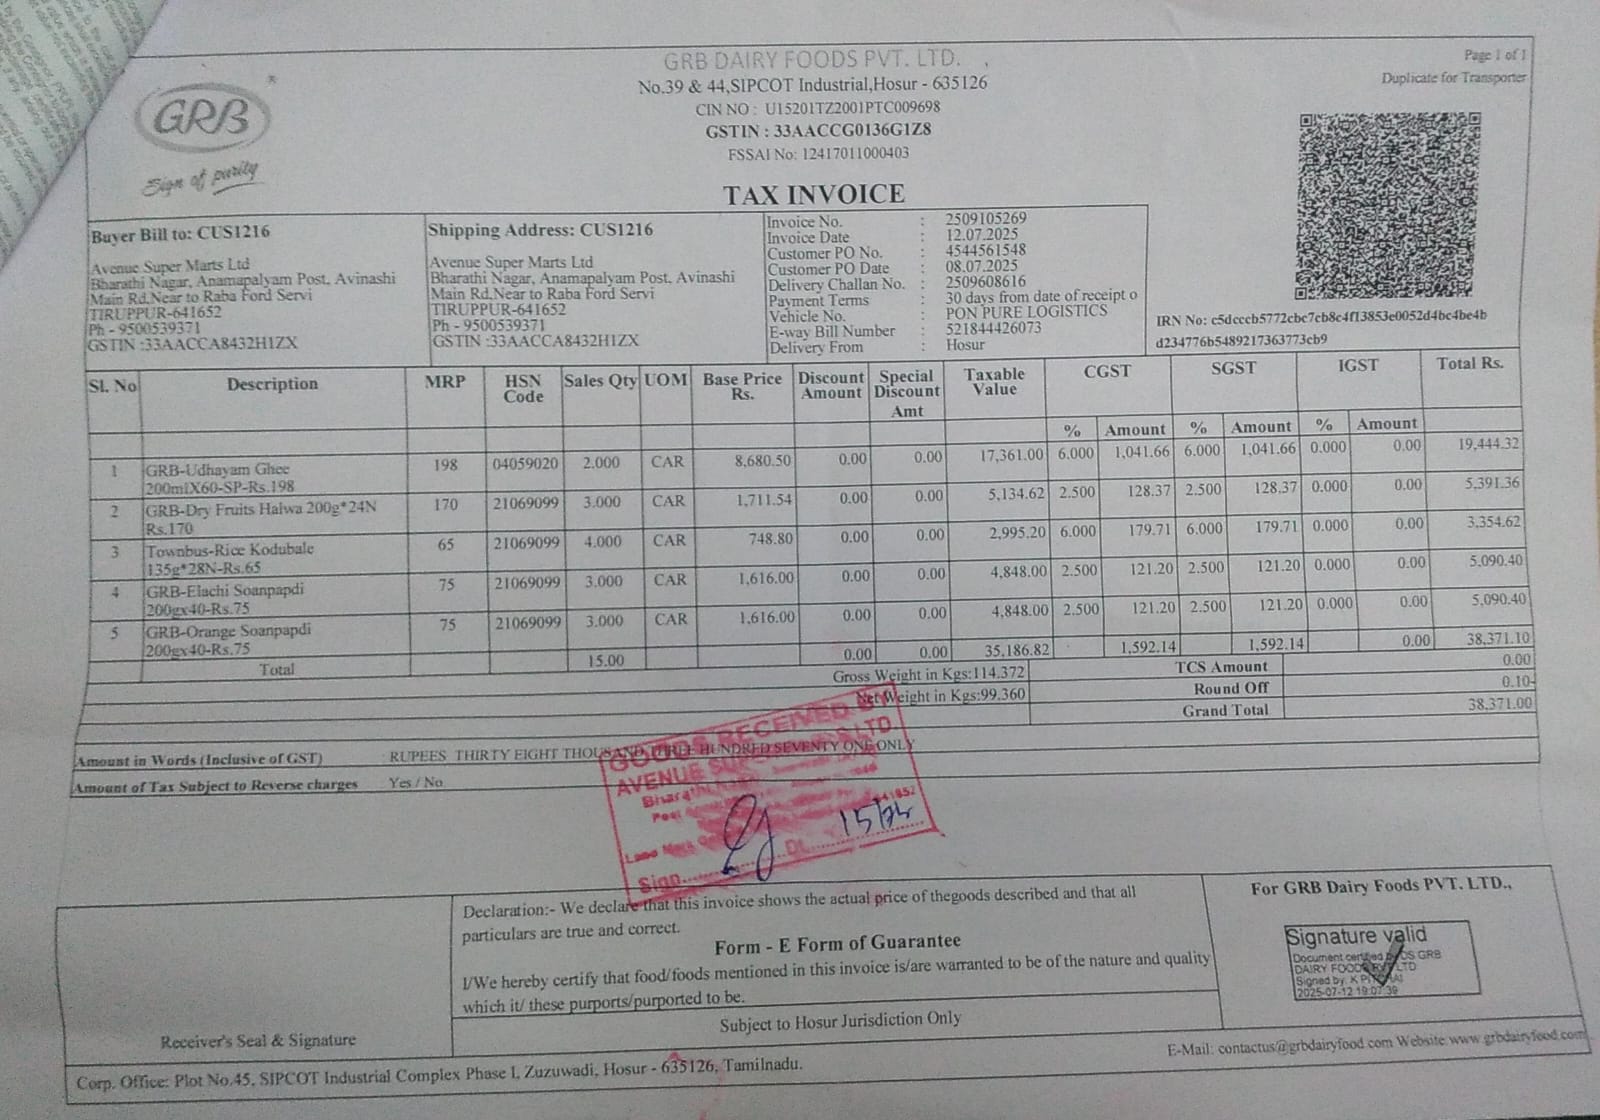 GRB DAIRY FOODS PVT. LTD.
No.39 & 44,SIPCOT Industrial,Hosur - 635126
CIN NO : U15201TZ2001PTC009698
GSTIN : 33AACCG0136G1Z8
FSSAI No: 12417011000403
Page 1 of 1
Duplicate for Transporter
GRB
Sign of purity
TAX INVOICE
Buyer Bill to: CUS1216
Avenue Super Marts Ltd
Bharathi Nagar, Anamapalyam Post, Avinashi
Main Rd,Near to Raba Ford Servi
TIRUPPUR-641652
Ph - 9500539371
GSTIN :33AACCA8432H1ZX
Shipping Address: CUS1216
Avenue Super Marts Ltd
Bharathi Nagar, Anamapalyam Post, Avinashi
Main Rd,Near to Raba Ford Servi
TIRUPPUR-641652
Ph - 9500539371
GSTIN :33AACCA8432H1ZX
Invoice No. : 2509105269
Invoice Date : 12.07.2025
Customer PO No. : 4544561548
Customer PO Date : 08.07.2025
Delivery Challan No. : 2509608616
Payment Terms : 30 days from date of receipt o
Vehicle No. : PON PURE LOGISTICS
E-way Bill Number : 521844426073
Delivery From : Hosur
IRN No: c5dcccb5772cbc7cb8c4f13853e0052d4bc4be4b
d234776b5489217363773cb9
Sl. No Description MRP HSN Code Sales Qty UOM Base Price Rs. Discount Amount Special Discount Amt Taxable Value CGST SGST IGST Total Rs.
% Amount % Amount % Amount
1 GRB-Udhayam Ghee 198 04059020 2.000 CAR 8,680.50 0.00 0.00 17,361.00 6.000 1,041.66 6.000 1,041.66 0.000 0.00 19,444.32
200mlX60-SP-Rs.198
2 GRB-Dry Fruits Halwa 200g*24N 170 21069099 3.000 CAR 1,711.54 0.00 0.00 5,134.62 2.500 128.37 2.500 128.37 0.000 0.00 5,391.36
Rs.170
3 Townbus-Rice Kodubale 65 21069099 4.000 CAR 748.80 0.00 0.00 2,995.20 6.000 179.71 6.000 179.71 0.000 0.00 3,354.62
135g*28N-Rs.65
4 GRB-Elachi Soanpapdi 75 21069099 3.000 CAR 1,616.00 0.00 0.00 4,848.00 2.500 121.20 2.500 121.20 0.000 0.00 5,090.40
200gx40-Rs.75
5 GRB-Orange Soanpapdi 75 21069099 3.000 CAR 1,616.00 0.00 0.00 4,848.00 2.500 121.20 2.500 121.20 0.000 0.00 5,090.40
200gx40-Rs.75
Total 15.00 0.00 0.00 35,186.82 1,592.14 1,592.14 0.00 38,371.10
Gross Weight in Kgs:114.372 TCS Amount 0.00
Net Weight in Kgs:99.360 Round Off 0.10-
Grand Total 38,371.00
Amount in Words (Inclusive of GST) : RUPEES THIRTY EIGHT THOUSAND THREE HUNDRED SEVENTY ONE ONLY
Amount of Tax Subject to Reverse charges Yes / No
GOODS RECEIVED BY
AVENUE SUPERMARTS LTD.
Sign........ Dt........
15/7/25
Declaration:- We declare that this invoice shows the actual price of thegoods described and that all
particulars are true and correct.
Form - E Form of Guarantee
I/We hereby certify that food/foods mentioned in this invoice is/are warranted to be of the nature and quality
which it/ these purports/purported to be.
Subject to Hosur Jurisdiction Only
Receiver's Seal & Signature
For GRB Dairy Foods PVT. LTD.,
Signature valid
Document certified by DS GRB
DAIRY FOODS PVT LTD
Signed by: K
2025-07-12 19:07:39
E-Mail: contactus@grbdairyfood.com Website:www.grbdairyfood.com
Corp. Office: Plot No.45, SIPCOT Industrial Complex Phase I, Zuzuwadi, Hosur - 635126, Tamilnadu.